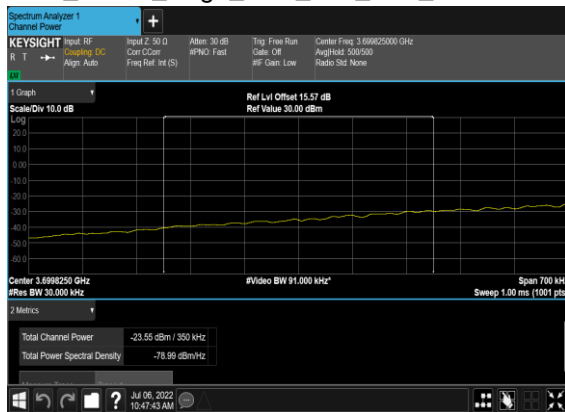 Spectrum Analyzer 1
Channel Power
KEYSIGHT Input: RF Input Z: 50 Ω Atten: 30 dB Trig: Free Run Center Freq: 3.699825000 GHz
R T Coupling: DC Corr CCorr #PNO: Fast Gate: Off Avg|Hold: 500/500
Align: Auto Freq Ref: Int (S) #IF Gain: Low Radio Std: None
1 Graph Ref Lvl Offset 15.57 dB
Scale/Div 10.0 dB Ref Value 30.00 dBm
Log
20.0
10.0
0.00
-10.0
-20.0
-30.0
-40.0
-50.0
-60.0
Center 3.6998250 GHz #Video BW 91.000 kHz* Span 700 kH
#Res BW 30.000 kHz Sweep 1.00 ms (1001 pts
2 Metrics
Total Channel Power -23.55 dBm / 350 kHz
Total Power Spectral Density -78.99 dBm/Hz
Jul 06, 2022
10:47:43 AM